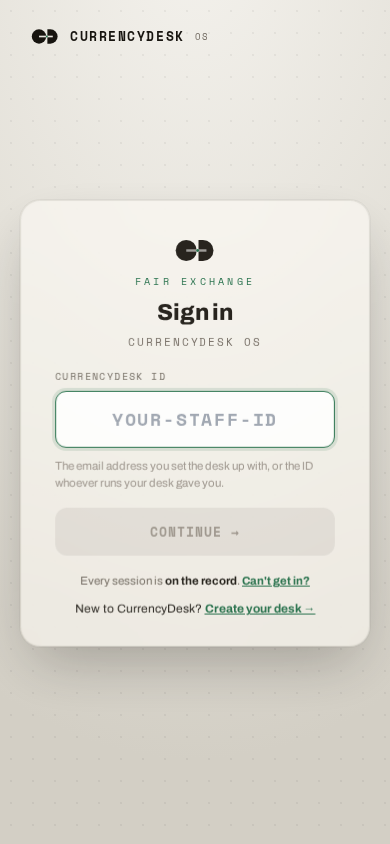 CURRENCYDESK OS
FAIR EXCHANGE
Sign in
CURRENCYDESK OS
CURRENCYDESK ID
YOUR-STAFF-ID
The email address you set the desk up with, or the ID
whoever runs your desk gave you.
CONTINUE →
Every session is on the record. Can't get in?
New to CurrencyDesk? Create your desk →